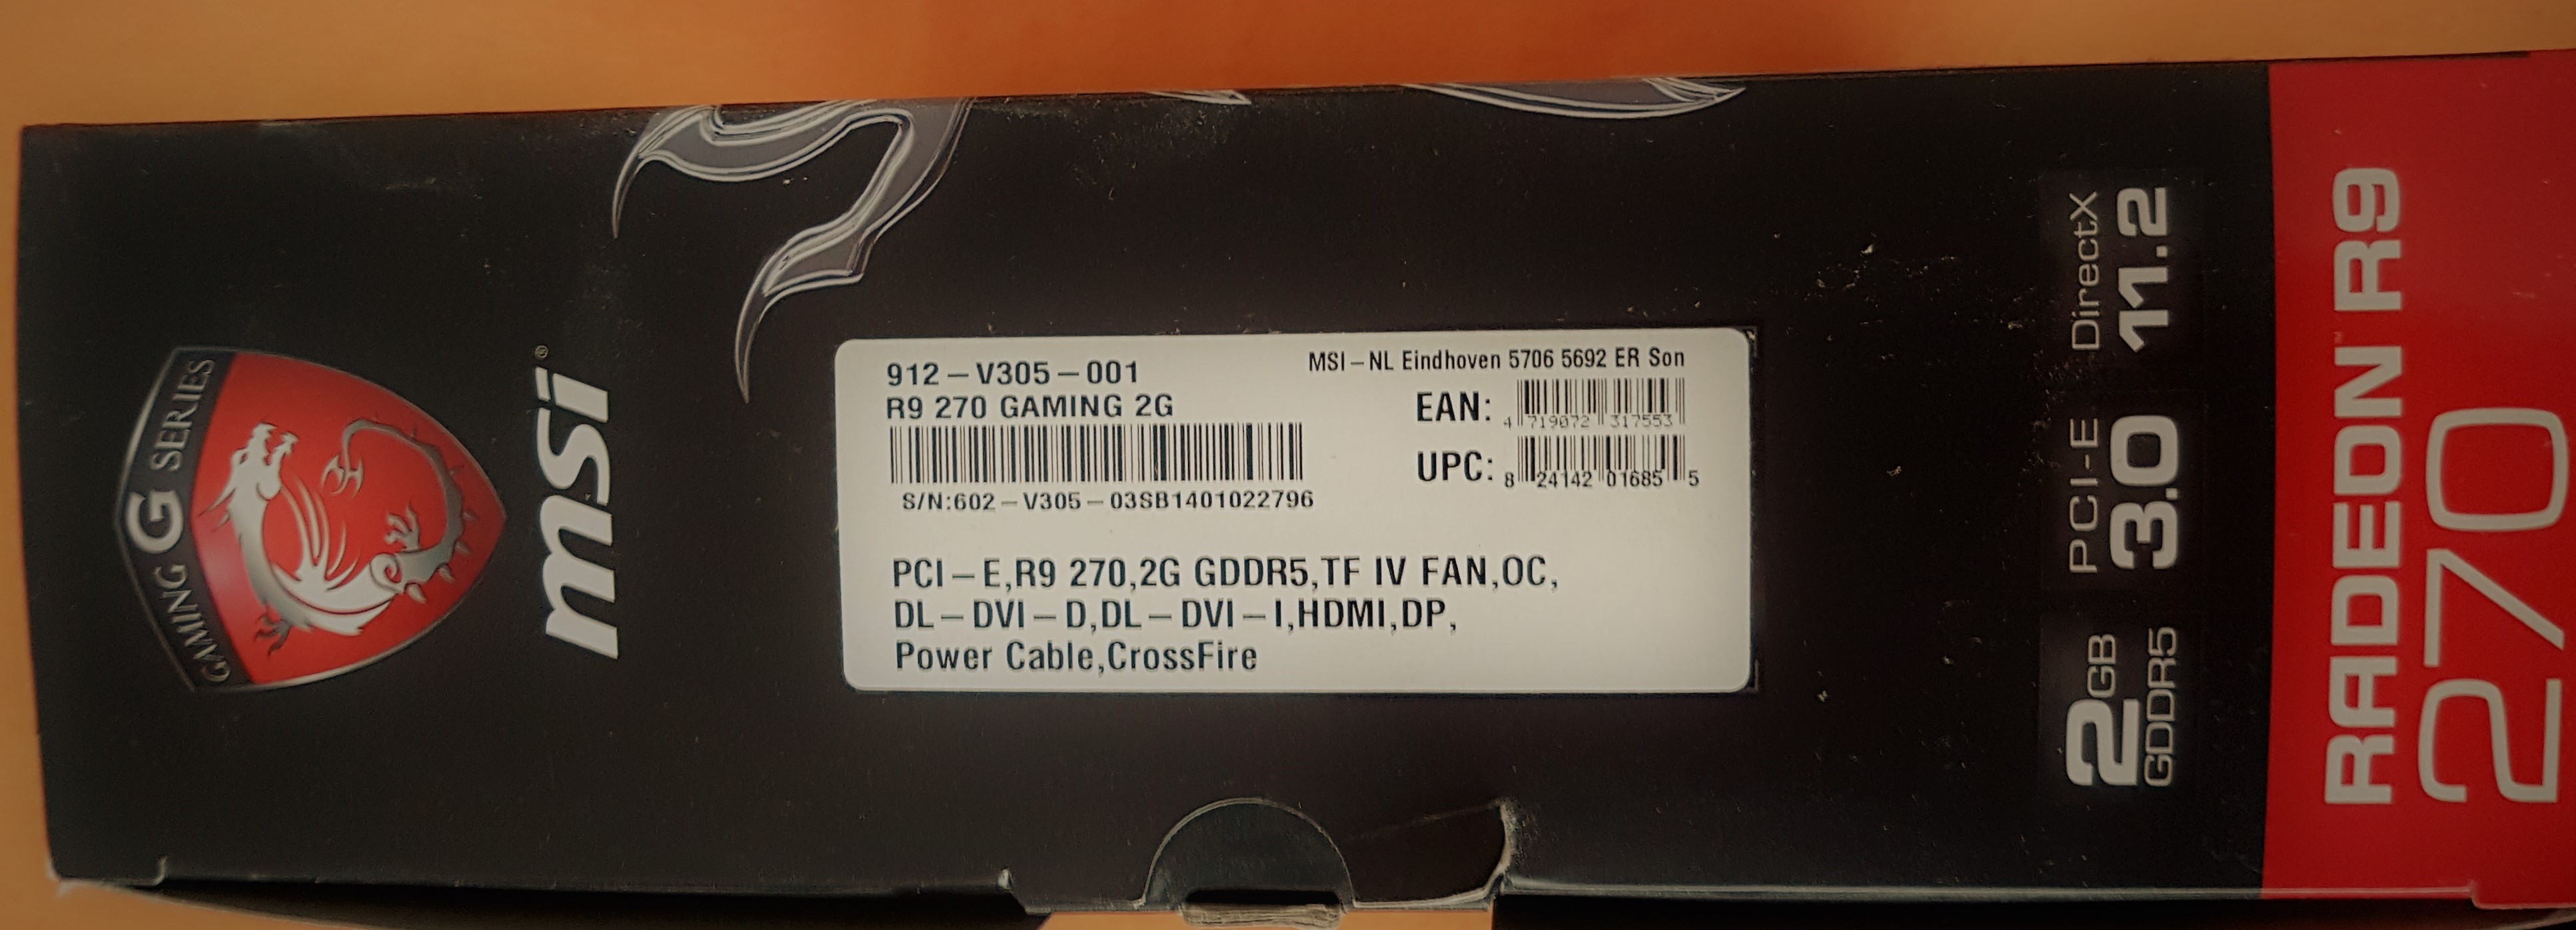 GAMING G SERIES
msi®
912-V305-001
R9 270 GAMING 2G
S/N:602-V305-03SB1401022796
MSI-NL Eindhoven 5706 5692 ER Son
EAN: 4 719072 317553
UPC: 8 24142 01685 5
PCI-E,R9 270,2G GDDR5,TF IV FAN,OC,
DL-DVI-D,DL-DVI-I,HDMI,DP,
Power Cable,CrossFire
2GB
GDDR5
PCI-E
3.0
DirectX
11.2
RADEON™ R9
270